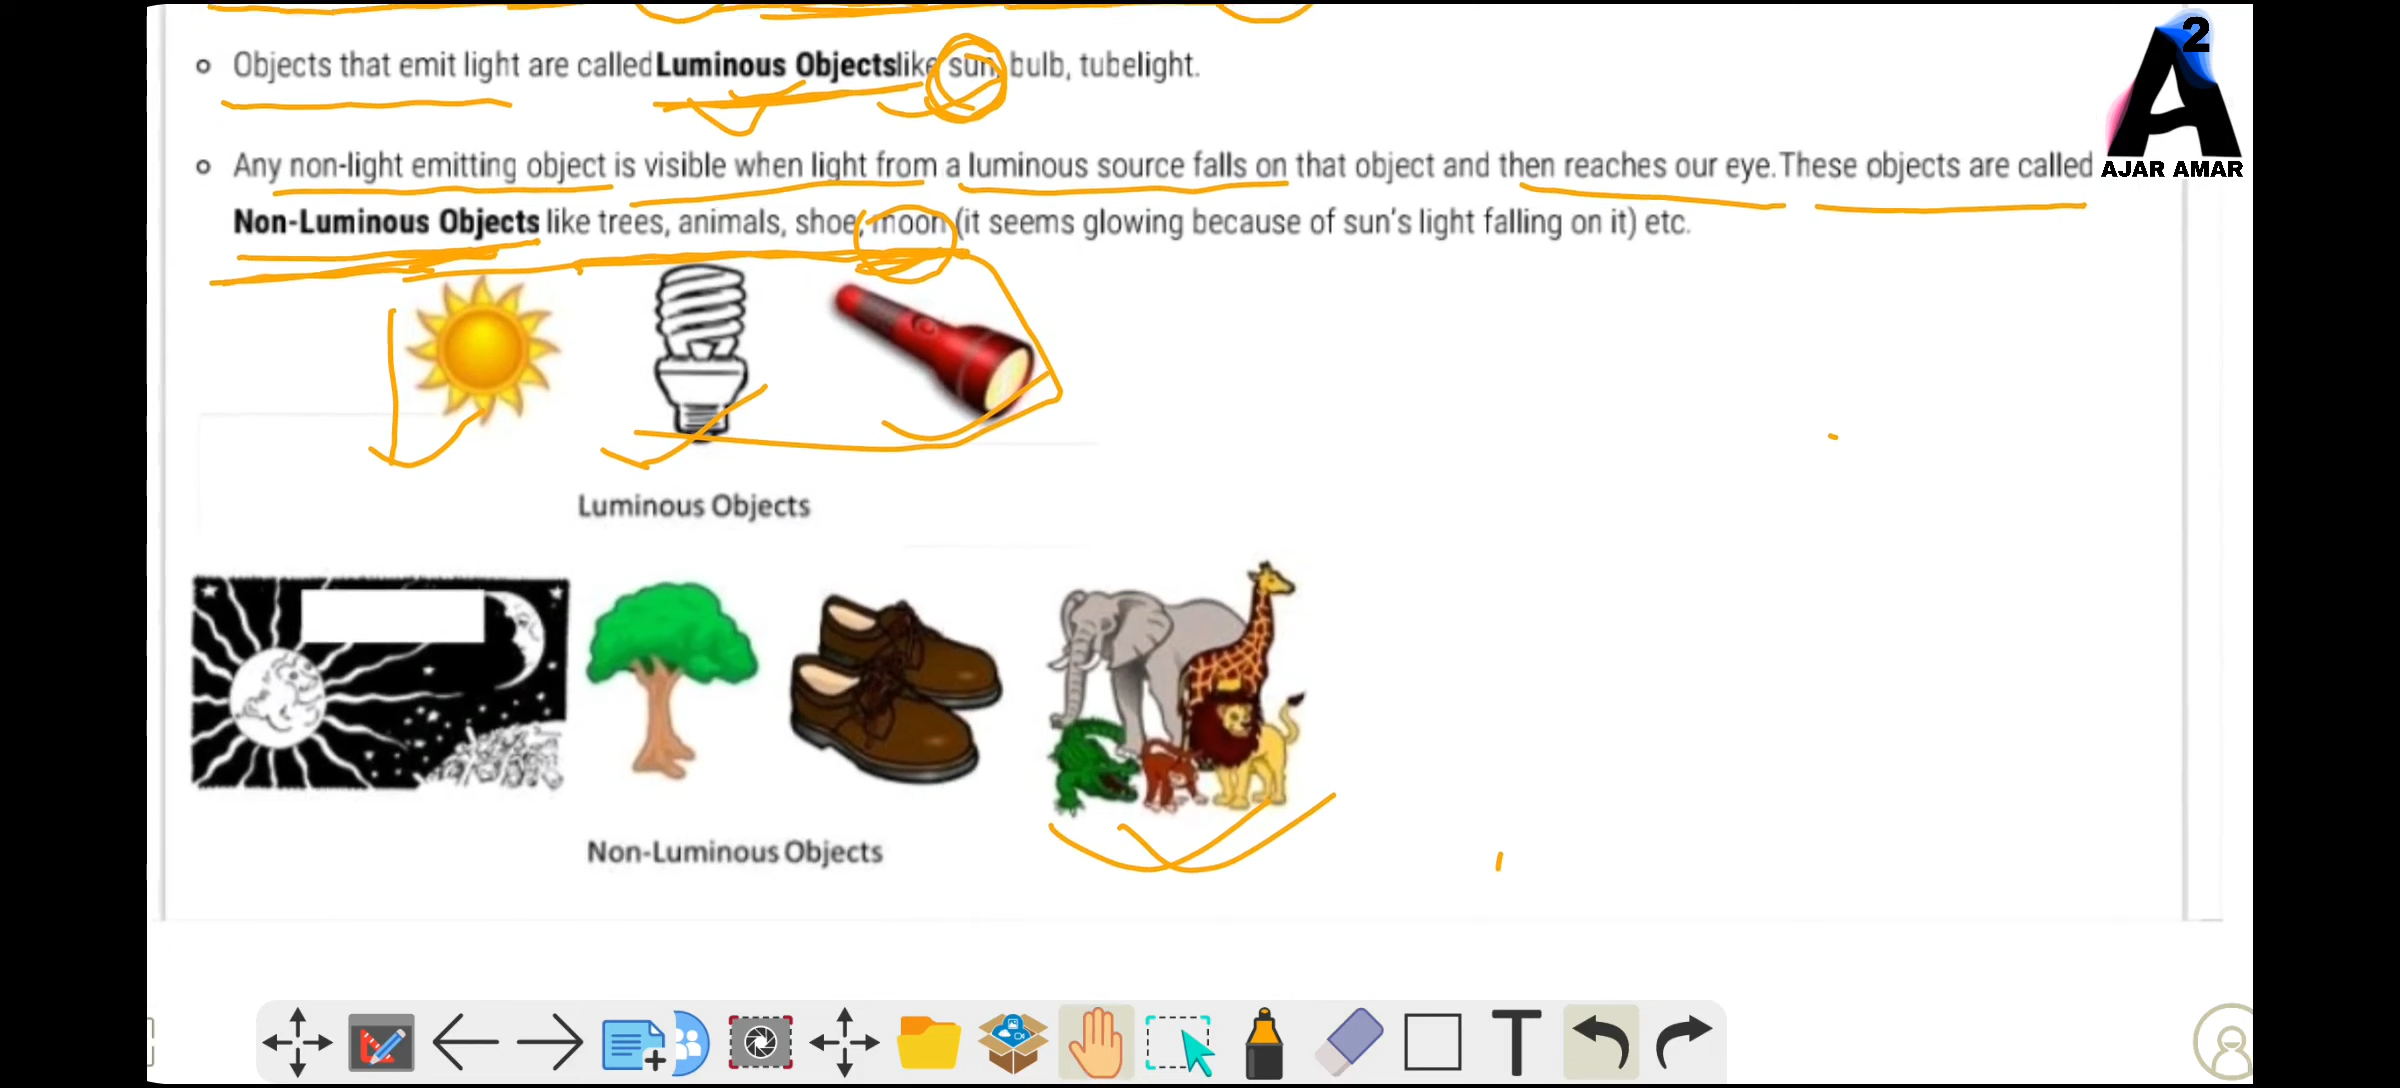 Objects that emit light are called Luminous Objects like sun, bulb, tubelight.
Any non-light emitting object is visible when light from a luminous source falls on that object and then reaches our eye. These objects are called
Non-Luminous Objects like trees, animals, shoe, moon (it seems glowing because of sun's light falling on it) etc.
A2
AJAR AMAR
Luminous Objects
Non-Luminous Objects
T